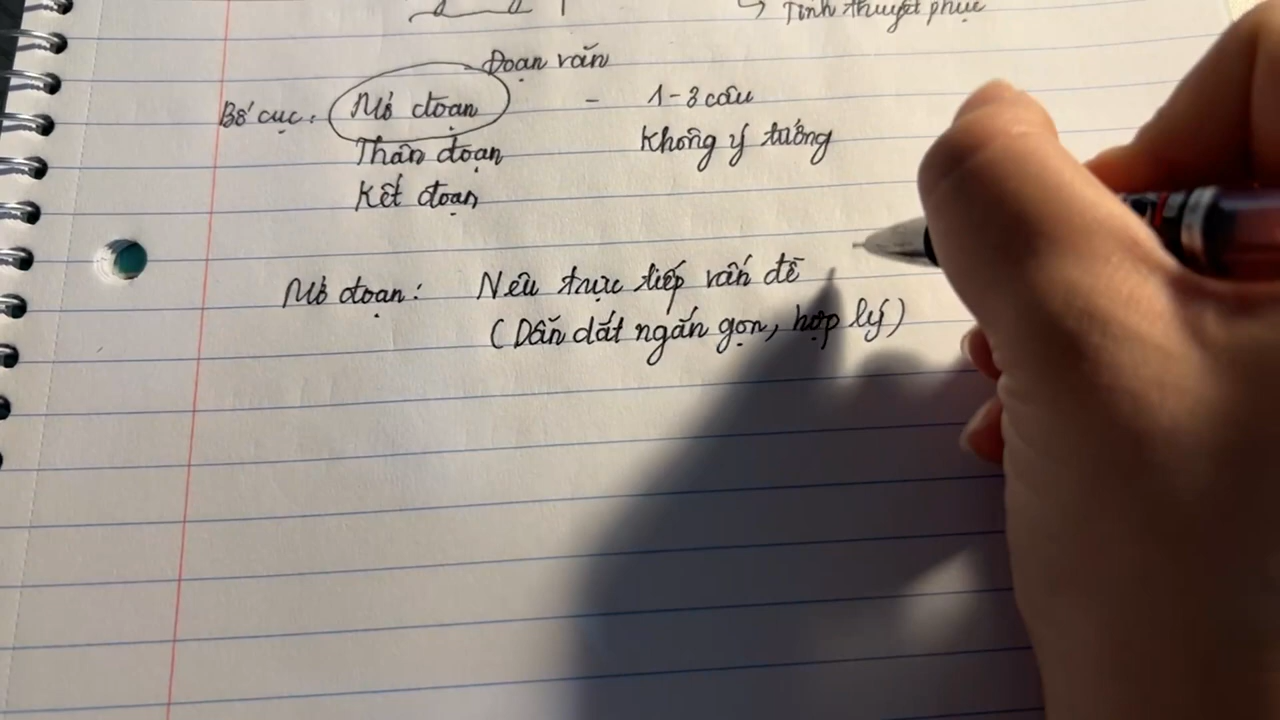 ↳ Tính thuyết phục
- Đoạn văn
Bố cục: Mở đoạn - 1-3 câu
Thân đoạn Không ý tướng
Kết đoạn
Mở đoạn: Nêu trực tiếp vấn đề
(Dẫn dắt ngắn gọn, hợp lý)